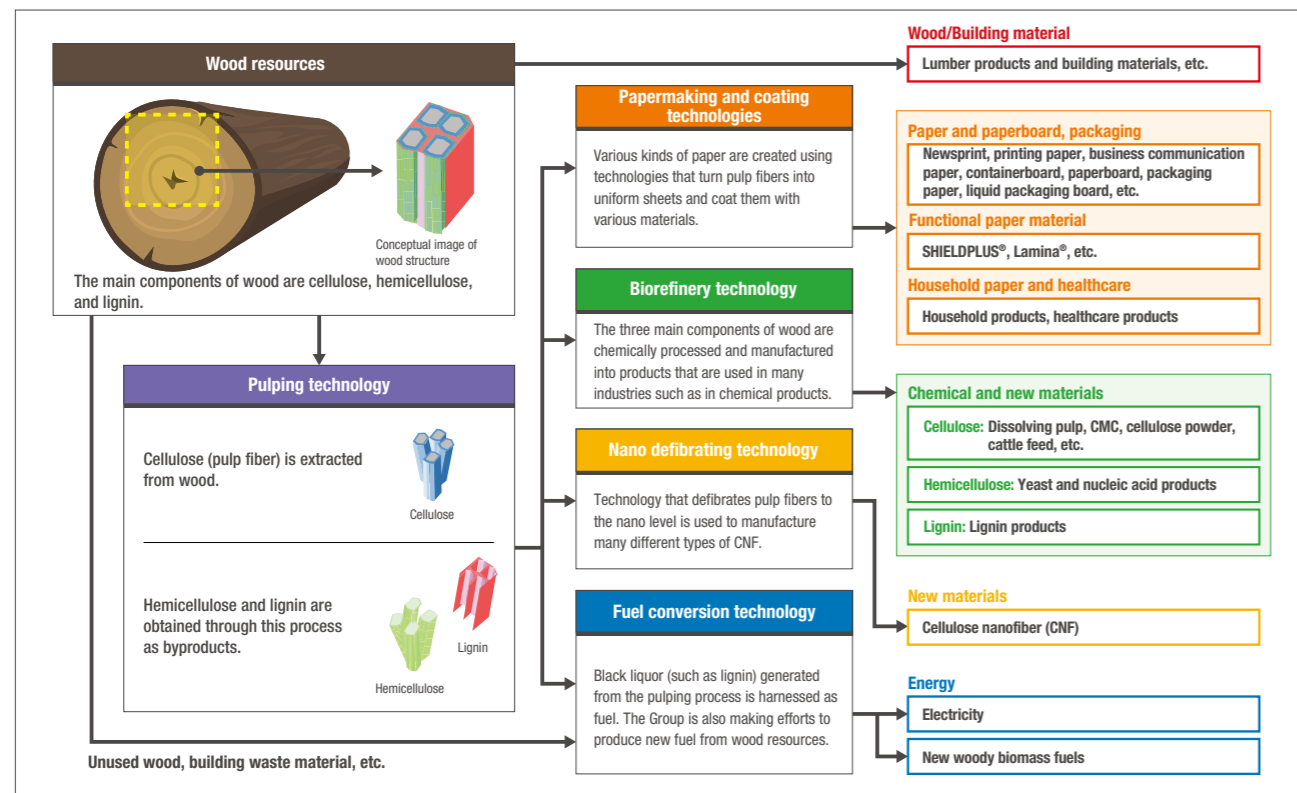 Wood resources
Conceptual image of
wood structure
The main components of wood are cellulose, hemicellulose,
and lignin.
Pulping technology
Cellulose (pulp fiber) is extracted
from wood.
Cellulose
Hemicellulose and lignin are
obtained through this process
as byproducts.
Lignin
Hemicellulose
Unused wood, building waste material, etc.
Papermaking and coating
technologies
Various kinds of paper are created using
technologies that turn pulp fibers into
uniform sheets and coat them with
various materials.
Biorefinery technology
The three main components of wood are
chemically processed and manufactured
into products that are used in many
industries such as in chemical products.
Nano defibrating technology
Technology that defibrates pulp fibers to
the nano level is used to manufacture
many different types of CNF.
Fuel conversion technology
Black liquor (such as lignin) generated
from the pulping process is harnessed as
fuel. The Group is also making efforts to
produce new fuel from wood resources.
Wood/Building material
Lumber products and building materials, etc.
Paper and paperboard, packaging
Newsprint, printing paper, business communication
paper, containerboard, paperboard, packaging
paper, liquid packaging board, etc.
Functional paper material
SHIELDPLUS®, Lamina®, etc.
Household paper and healthcare
Household products, healthcare products
Chemical and new materials
Cellulose: Dissolving pulp, CMC, cellulose powder,
cattle feed, etc.
Hemicellulose: Yeast and nucleic acid products
Lignin: Lignin products
New materials
Cellulose nanofiber (CNF)
Energy
Electricity
New woody biomass fuels